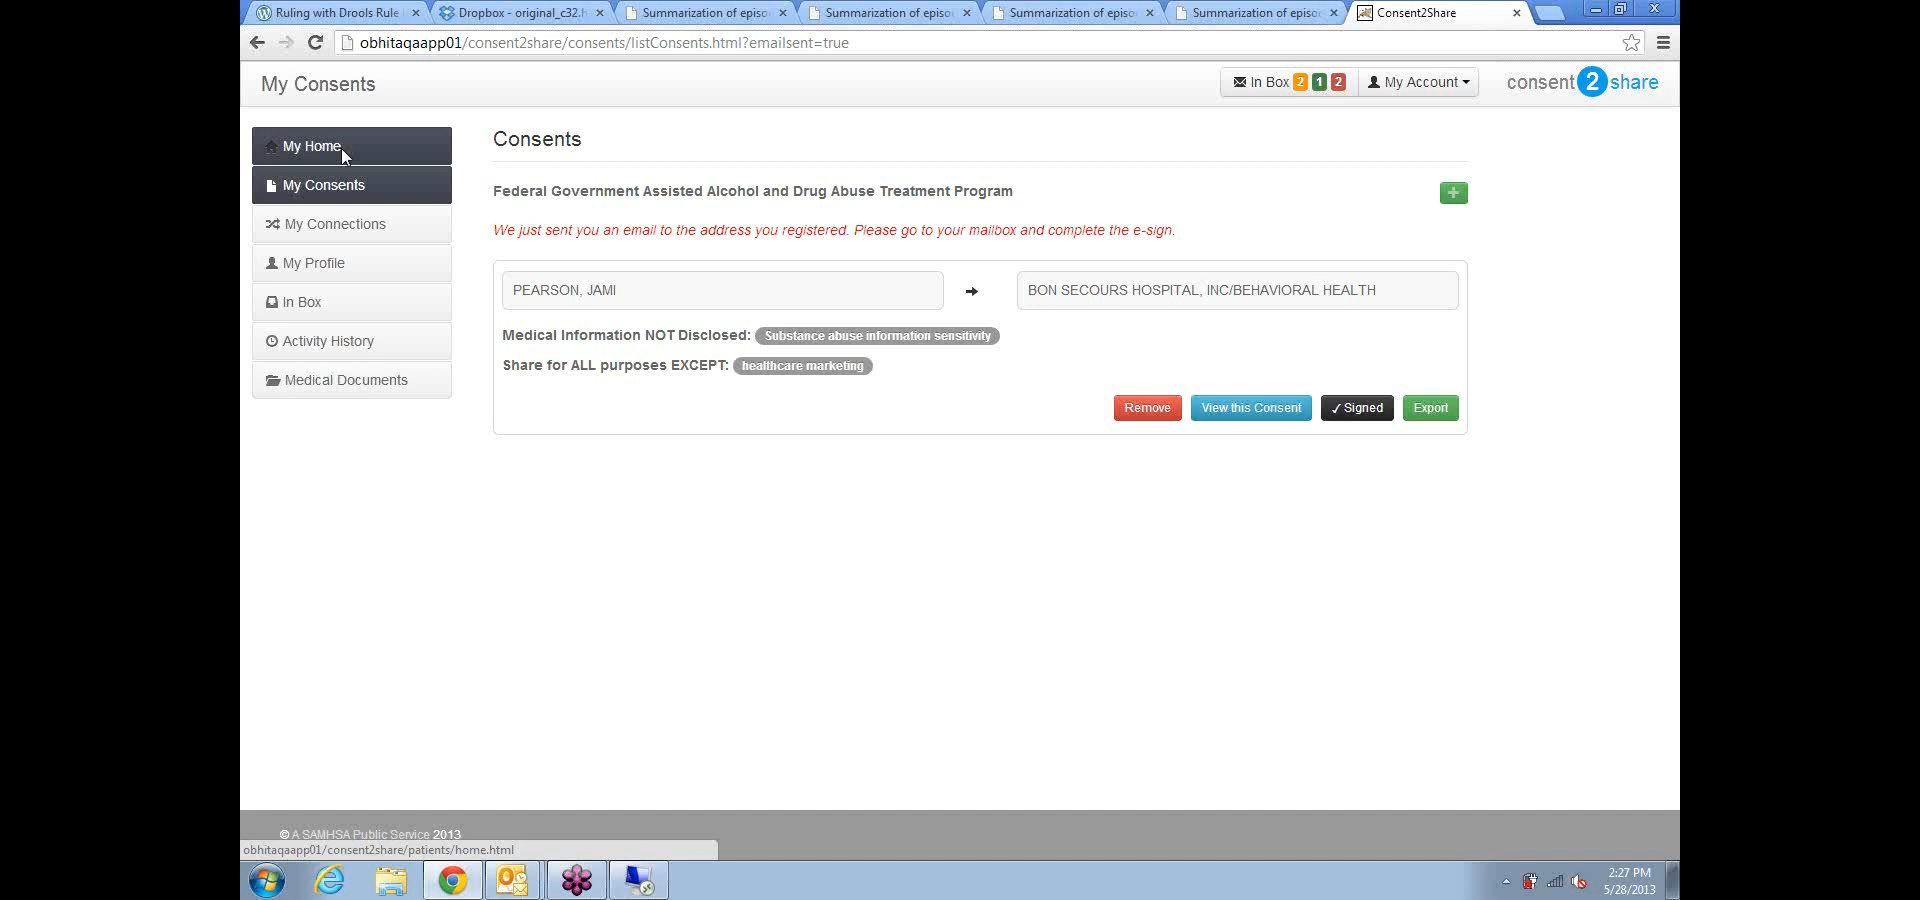 Ruling with Drools Rule
Dropbox - original_c32.h
Summarization of episo
Summarization of episo
Summarization of episo
Summarization of episo
Consent2Share
obhitaqaapp01/consent2share/consents/listConsents.html?emailsent=true
My Consents
In Box 2 1 2
My Account
consent 2 share
My Home
My Consents
My Connections
My Profile
In Box
Activity History
Medical Documents
Consents
Federal Government Assisted Alcohol and Drug Abuse Treatment Program
We just sent you an email to the address you registered. Please go to your mailbox and complete the e-sign.
PEARSON, JAMI
BON SECOURS HOSPITAL, INC/BEHAVIORAL HEALTH
Medical Information NOT Disclosed: Substance abuse information sensitivity
Share for ALL purposes EXCEPT: healthcare marketing
Remove
View this Consent
✓ Signed
Export
© A SAMHSA Public Service 2013
obhitaqaapp01/consent2share/patients/home.html
2:27 PM
5/28/2013